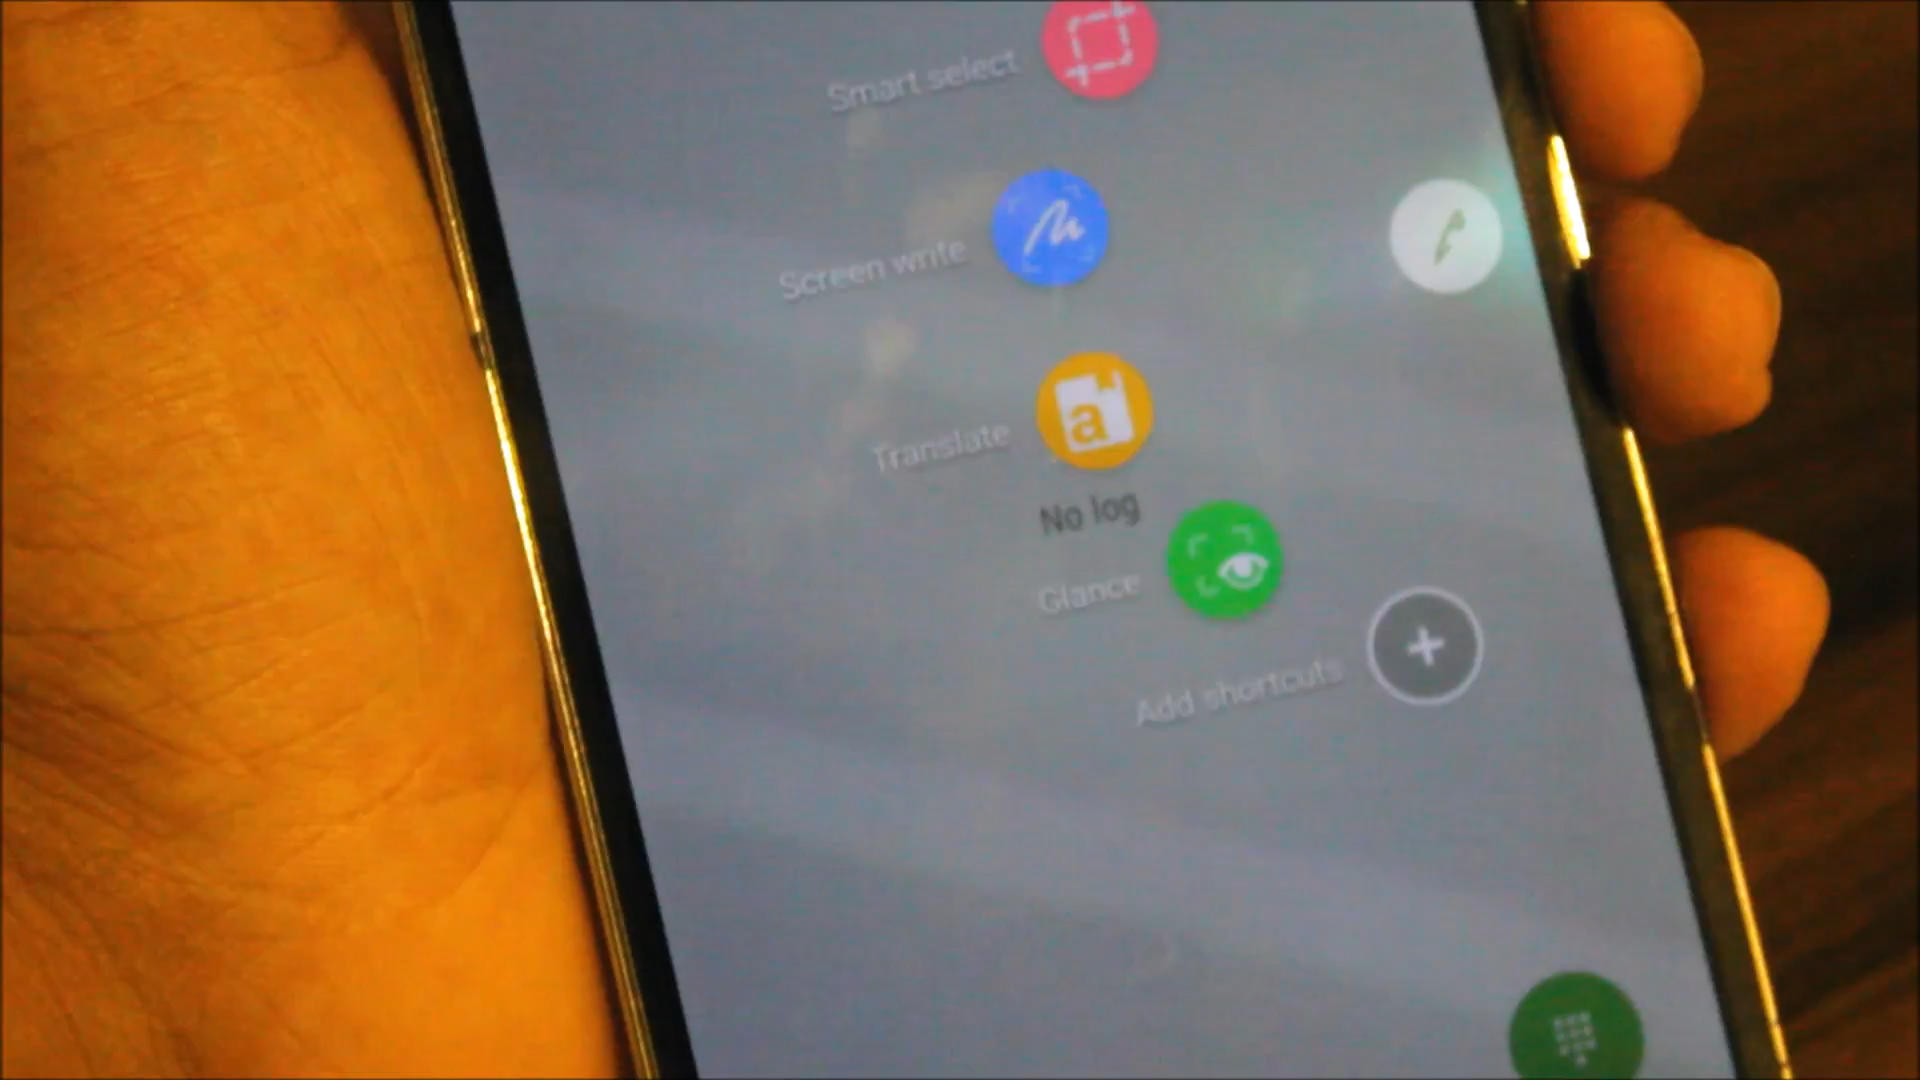 Smart select
Screen write
Translate
No log
Glance
Add shortcuts